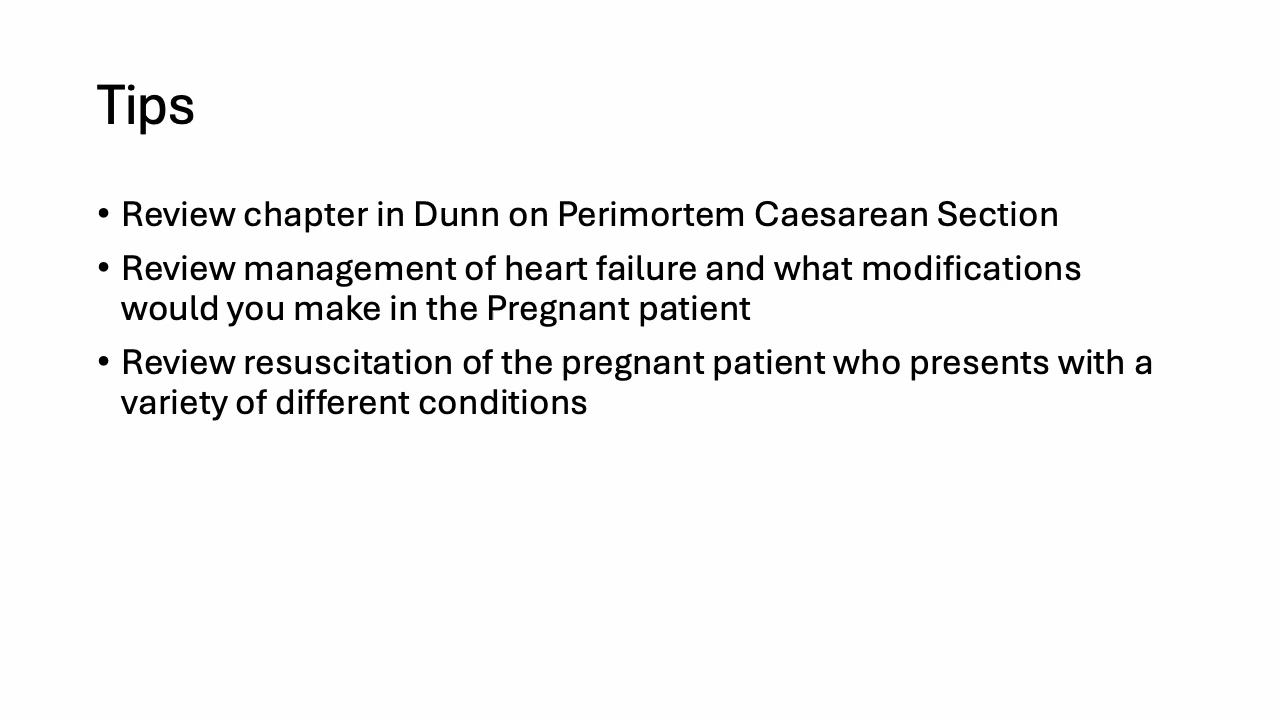 Tips
• Review chapter in Dunn on Perimortem Caesarean Section
• Review management of heart failure and what modifications
would you make in the Pregnant patient
• Review resuscitation of the pregnant patient who presents with a
variety of different conditions